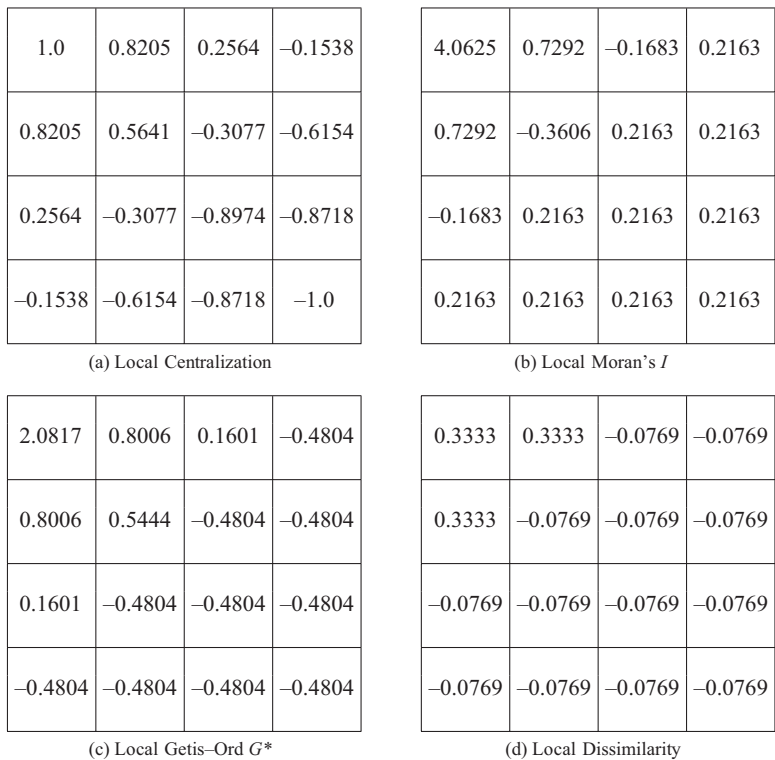 1.0 0.8205 0.2564 –0.1538
0.8205 0.5641 –0.3077 –0.6154
0.2564 –0.3077 –0.8974 –0.8718
–0.1538 –0.6154 –0.8718 –1.0
(a) Local Centralization
4.0625 0.7292 –0.1683 0.2163
0.7292 –0.3606 0.2163 0.2163
–0.1683 0.2163 0.2163 0.2163
0.2163 0.2163 0.2163 0.2163
(b) Local Moran's I
2.0817 0.8006 0.1601 –0.4804
0.8006 0.5444 –0.4804 –0.4804
0.1601 –0.4804 –0.4804 –0.4804
–0.4804 –0.4804 –0.4804 –0.4804
(c) Local Getis–Ord G*
0.3333 0.3333 –0.0769 –0.0769
0.3333 –0.0769 –0.0769 –0.0769
–0.0769 –0.0769 –0.0769 –0.0769
–0.0769 –0.0769 –0.0769 –0.0769
(d) Local Dissimilarity